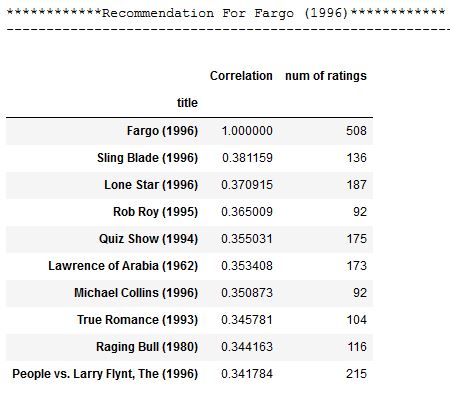 ************Recommendation For Fargo (1996)************
--------------------------------------------------------
Correlation num of ratings
title
Fargo (1996) 1.000000 508
Sling Blade (1996) 0.381159 136
Lone Star (1996) 0.370915 187
Rob Roy (1995) 0.365009 92
Quiz Show (1994) 0.355031 175
Lawrence of Arabia (1962) 0.353408 173
Michael Collins (1996) 0.350873 92
True Romance (1993) 0.345781 104
Raging Bull (1980) 0.344163 116
People vs. Larry Flynt, The (1996) 0.341784 215